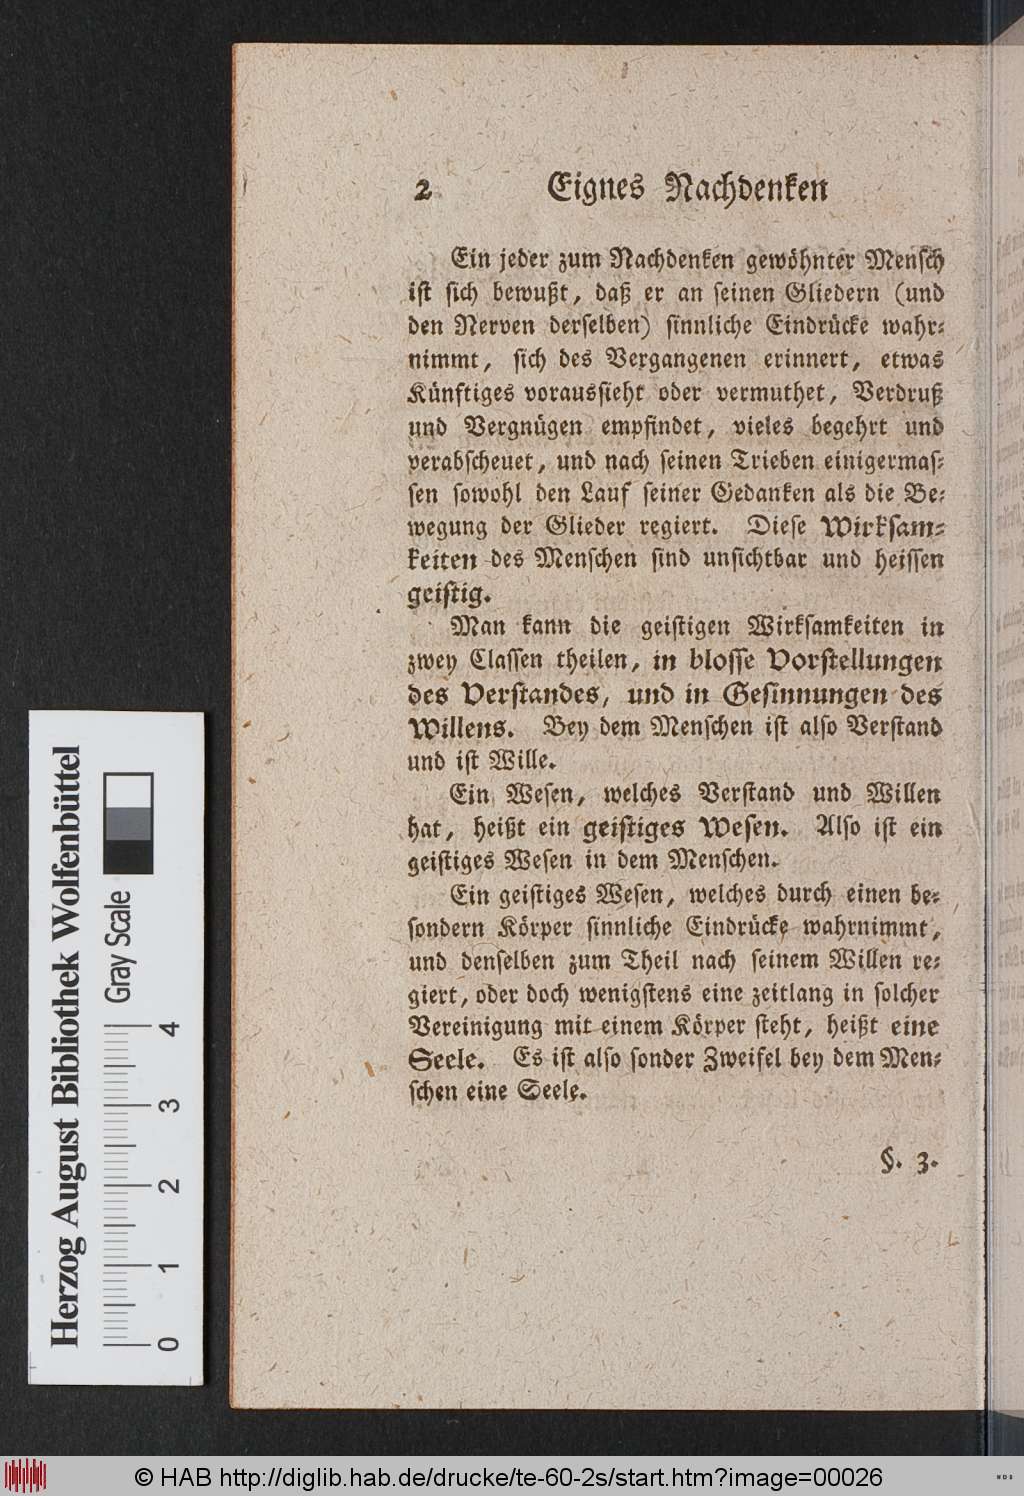 2 Eignes Nachdenken
Ein jeder zum Nachdenken gewöhnter Menſch
iſt ſich bewußt, daß er an ſeinen Gliedern (und
den Nerven derſelben) ſinnliche Eindrücke wahr⸗
nimmt, ſich des Vergangenen erinnert, etwas
Künftiges vorausſieht oder vermuthet, Verdruß
und Vergnügen empfindet, vieles begehrt und
verabſcheuet, und nach ſeinen Trieben einigermaſ⸗
ſen ſowohl den Lauf ſeiner Gedanken als die Be⸗
wegung der Glieder regiert. Dieſe Wirkſam⸗
keiten des Menſchen ſind unſichtbar und heiſſen
geiſtig.
Man kann die geiſtigen Wirkſamkeiten in
zwey Claſſen theilen, in bloſſe Vorſtellungen
des Verſtandes, und in Geſinnungen des
Willens. Bey dem Menſchen iſt alſo Verſtand
und iſt Wille.
Ein Weſen, welches Verſtand und Willen
hat, heißt ein geiſtiges Weſen. Alſo iſt ein
geiſtiges Weſen in dem Menſchen.
Ein geiſtiges Weſen, welches durch einen be⸗
ſondern Körper ſinnliche Eindrücke wahrnimmt,
und denſelben zum Theil nach ſeinem Willen re⸗
giert, oder doch wenigſtens eine zeitlang in ſolcher
Vereinigung mit einem Körper ſteht, heißt eine
Seele. Es iſt alſo ſonder Zweifel bey dem Men⸗
ſchen eine Seele.
§. 3.
Herzog August Bibliothek Wolfenbüttel
Gray Scale
0 1 2 3 4
© HAB http://diglib.hab.de/drucke/te-60-2s/start.htm?image=00026